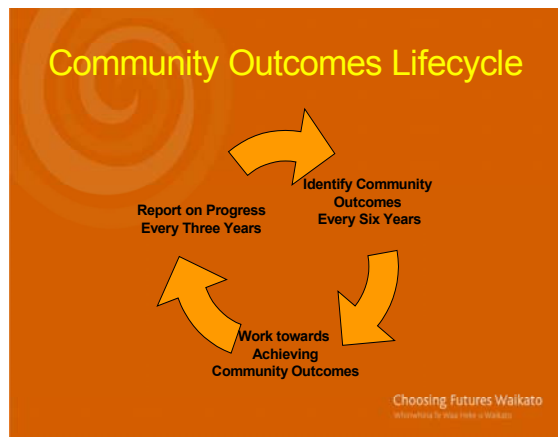 Community Outcomes Lifecycle
Identify Community
Outcomes
Every Six Years
Work towards
Achieving
Community Outcomes
Report on Progress
Every Three Years
Choosing Futures Waikato